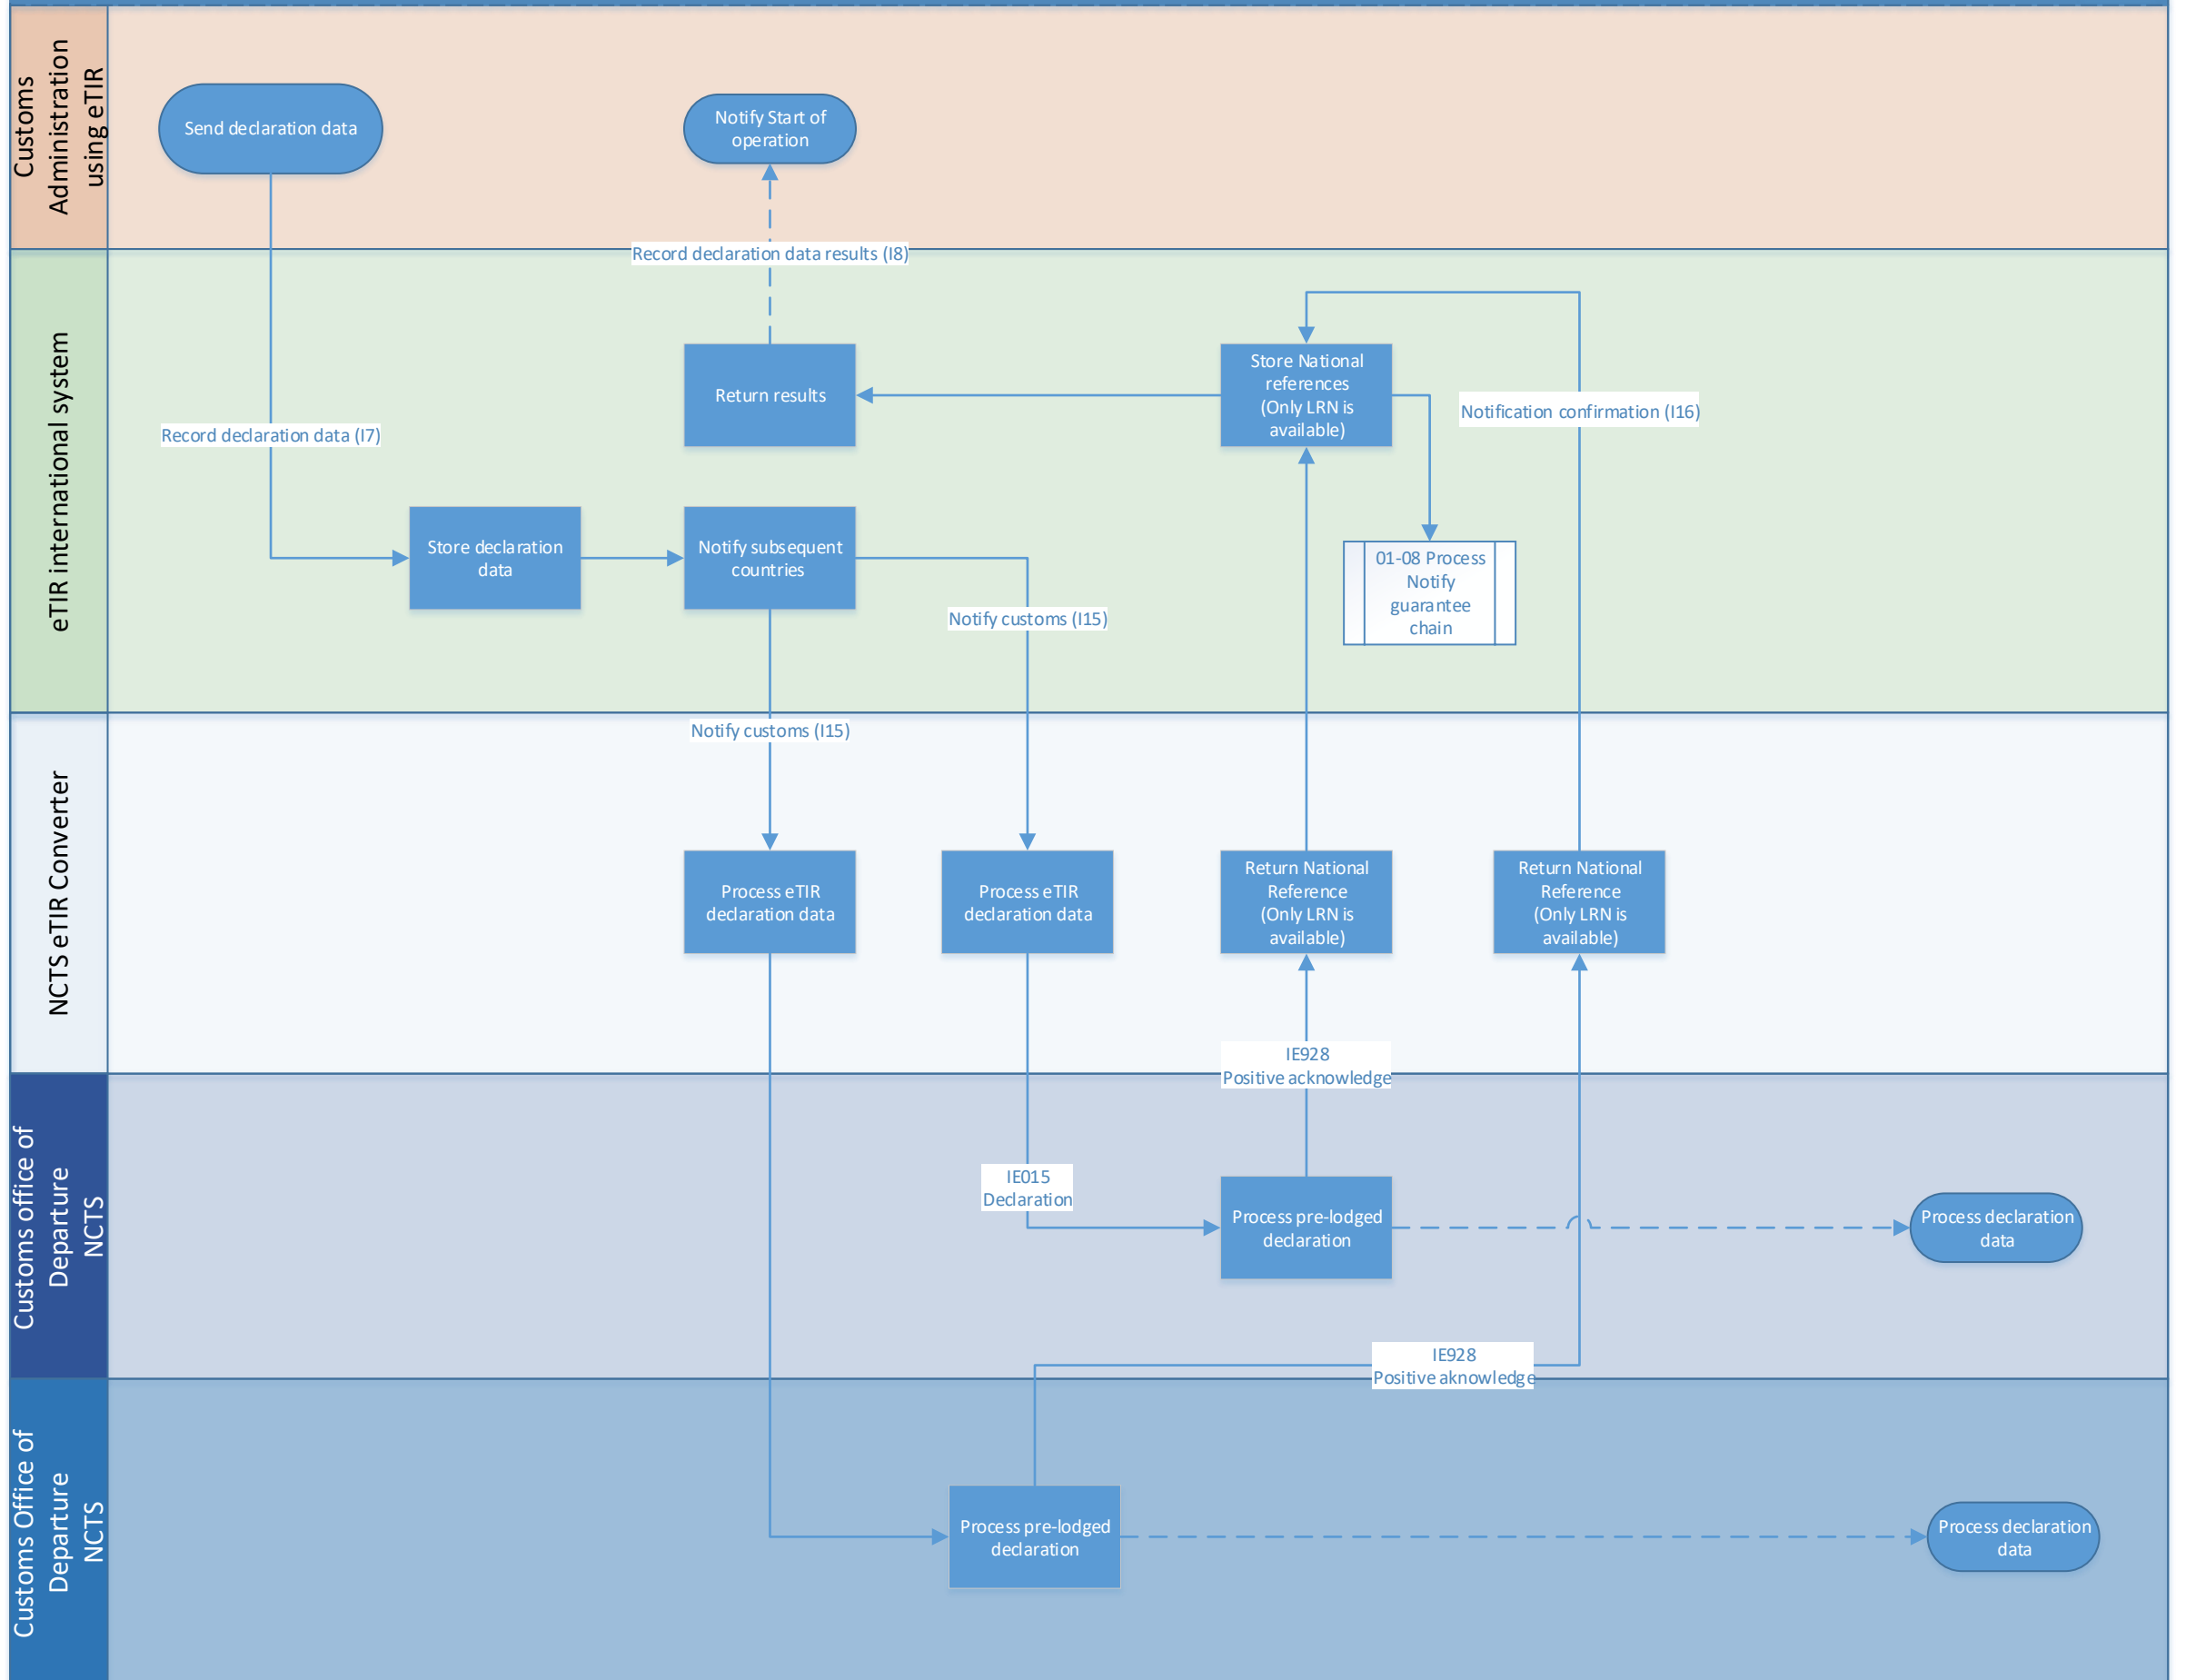 Customs
Administration
using eTIR
Send declaration data
Notify Start of
operation
Record declaration data results (I8)
eTIR international system
Return results
Store National
references
(Only LRN is
available)
Notification confirmation (I16)
Record declaration data (I7)
Store declaration
data
Notify subsequent
countries
01-08 Process
Notify
guarantee
chain
Notify customs (I15)
Notify customs (I15)
NCTS eTIR Converter
Process eTIR
declaration data
Process eTIR
declaration data
Return National
Reference
(Only LRN is
available)
Return National
Reference
(Only LRN is
available)
IE928
Positive acknowledge
Customs office of
Departure
NCTS
IE015
Declaration
Process pre-lodged
declaration
Process declaration
data
IE928
Positive aknowledge
Customs Office of
Departure
NCTS
Process pre-lodged
declaration
Process declaration
data